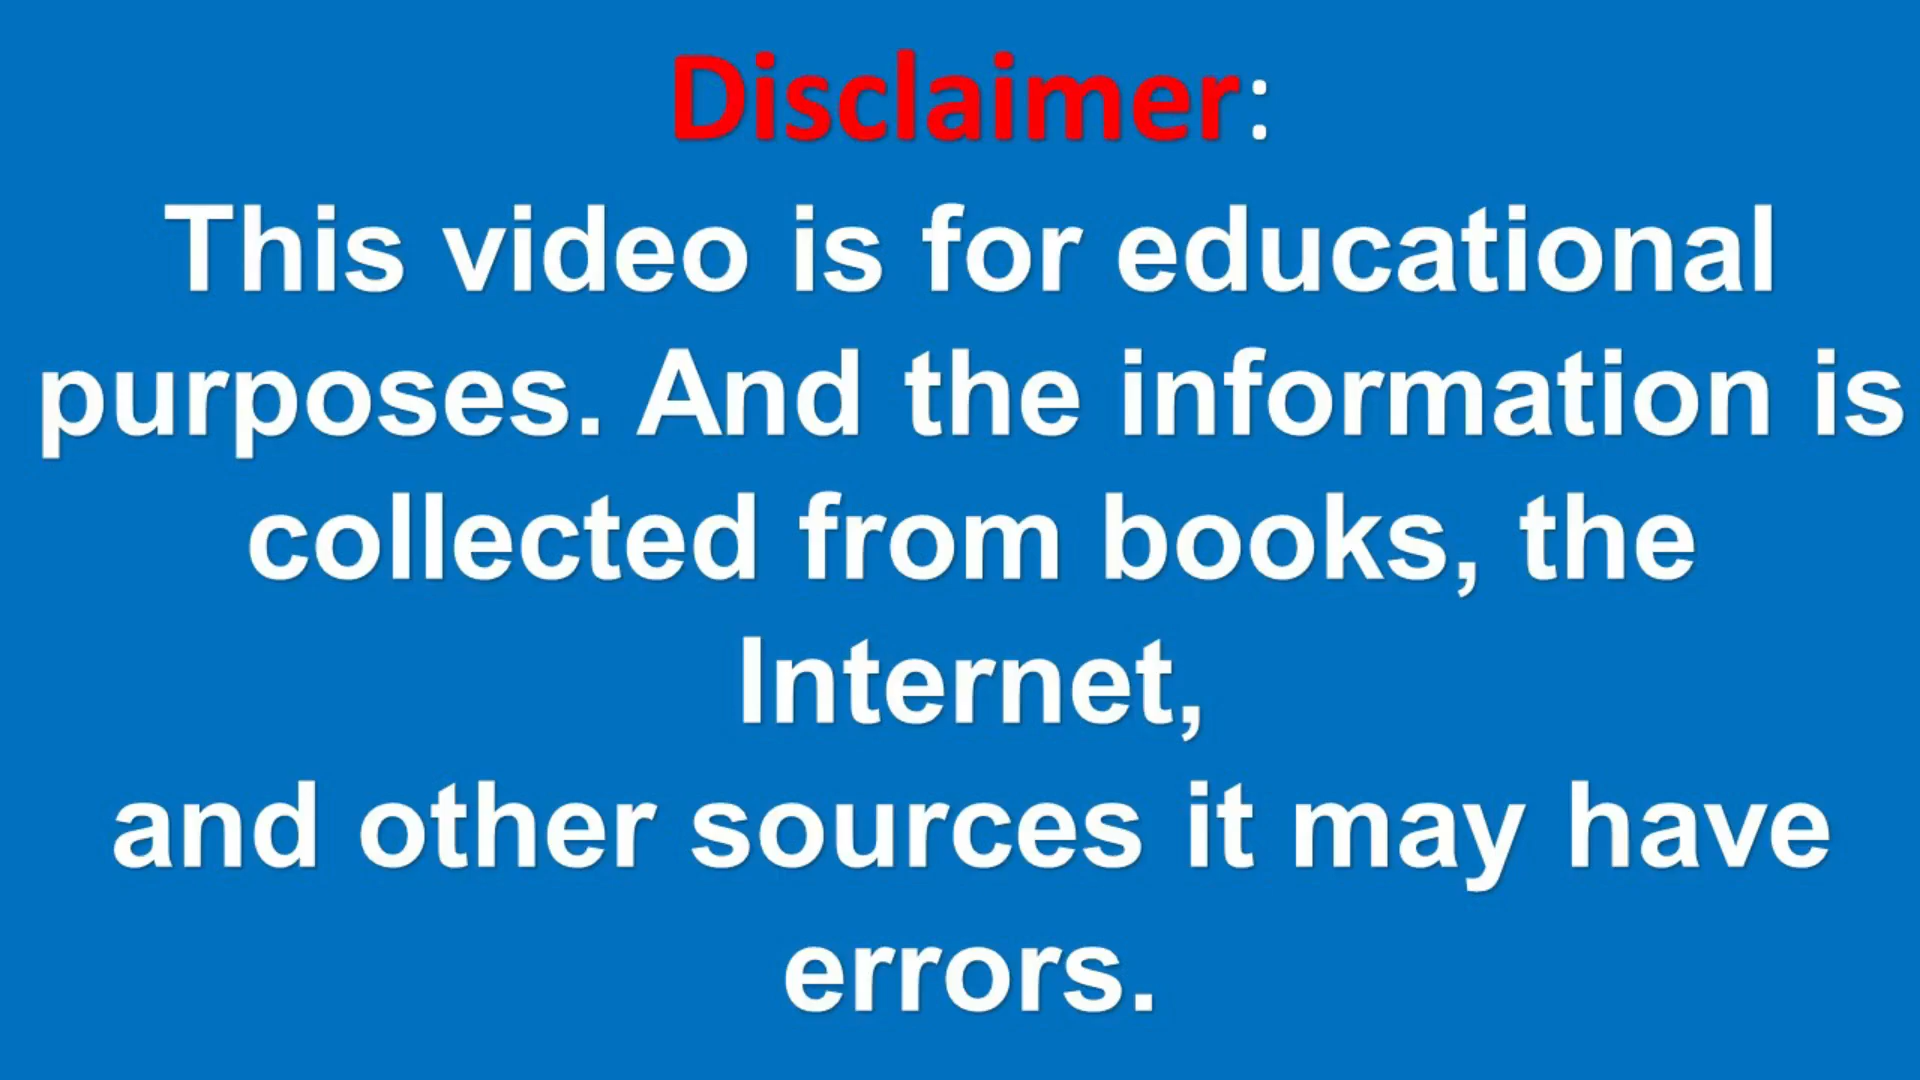 Disclaimer:
This video is for educational
purposes. And the information is
collected from books, the
Internet,
and other sources it may have
errors.